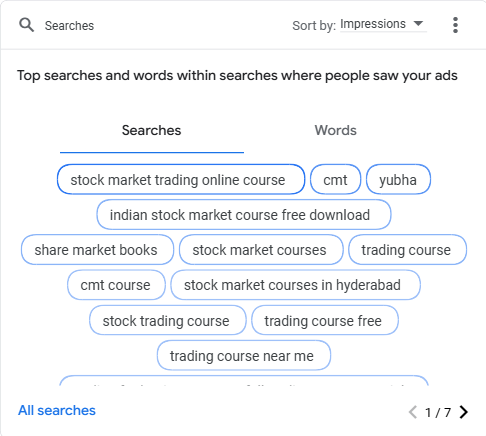 Searches Sort by: Impressions
Top searches and words within searches where people saw your ads
Searches Words
stock market trading online course cmt yubha
indian stock market course free download
share market books stock market courses trading course
cmt course stock market courses in hyderabad
stock trading course trading course free
trading course near me
All searches 1 / 7